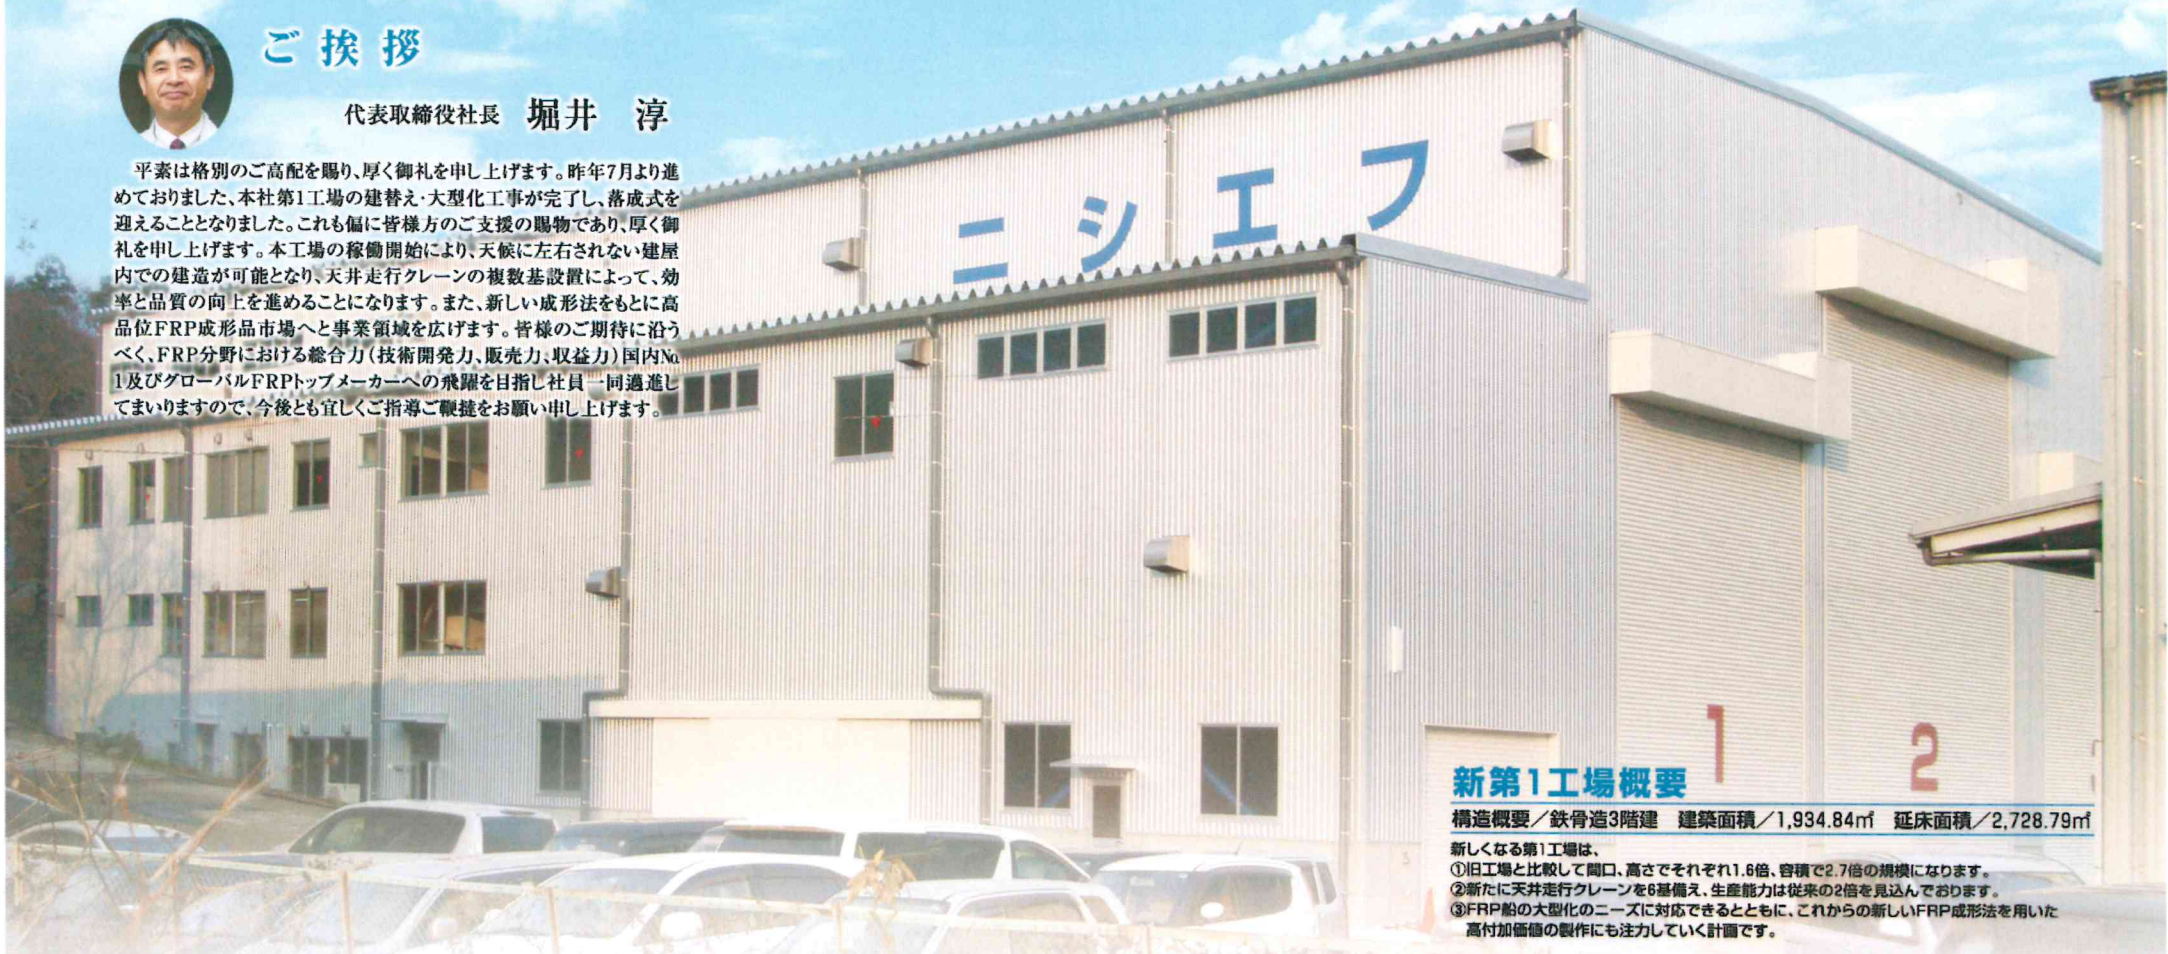 ご挨拶
代表取締役社長 堀井 淳
平素は格別のご高配を賜り、厚く御礼を申し上げます。昨年7月より進
めておりました、本社第1工場の建替え・大型化工事が完了し、落成式を
迎えることとなりました。これも偏に皆様方のご支援の賜物であり、厚く御
礼を申し上げます。本工場の稼働開始により、天候に左右されない建屋
内での建造が可能となり、天井走行クレーンの複数基設置によって、効
率と品質の向上を進めることになります。また、新しい成形法をもとに高
品位FRP成形品市場へと事業領域を広げます。皆様のご期待に沿う
べく、FRP分野における総合力(技術開発力、販売力、収益力)国内№
1及びグローバルFRPトップメーカーへの飛躍を目指し社員一同邁進し
てまいりますので、今後とも宜しくご指導ご鞭撻をお願い申し上げます。
ニシエフ
1
2
新第1工場概要
構造概要/鉄骨造3階建 建築面積/1,934.84㎡ 延床面積/2,728.79㎡
新しくなる第1工場は、
①旧工場と比較して間口、高さでそれぞれ1.6倍、容積で2.7倍の規模になります。
②新たに天井走行クレーンを6基備え、生産能力は従来の2倍を見込んでおります。
③FRP船の大型化のニーズに対応できるとともに、これからの新しいFRP成形法を用いた
高付加価値の製作にも注力していく計画です。